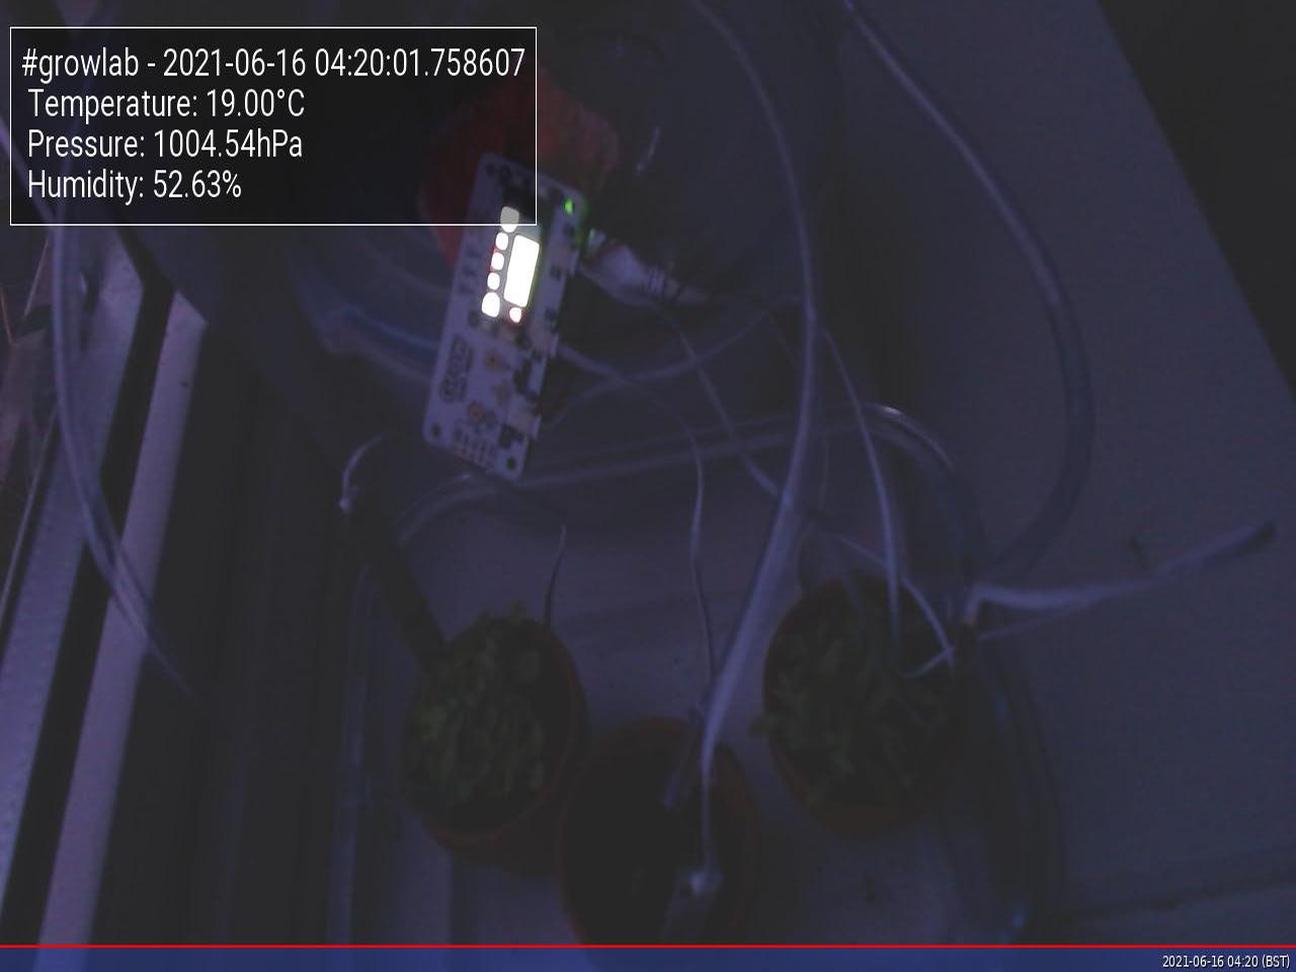 #growlab - 2021-06-16 04:20:01.758607
Temperature: 19.00°C
Pressure: 1004.54hPa
Humidity: 52.63%
2021-06-16 04:20 (BST)